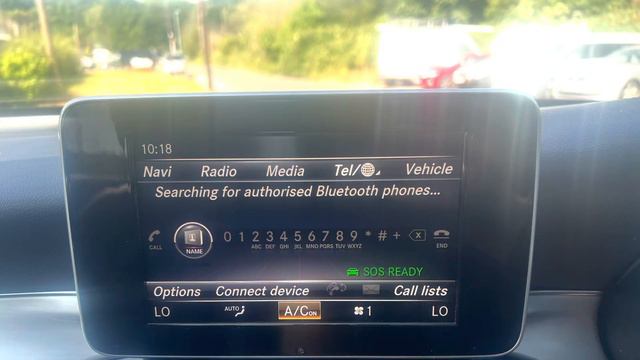 10:18
Navi Radio Media Tel/ Vehicle
Searching for authorised Bluetooth phones...
CALL NAME 0 1 2 ABC 3 DEF 4 GHI 5 JKL 6 MNO 7 PQRS 8 TUV 9 WXYZ * # + END
SOS READY
Options Connect device Call lists
LO AUTO A/C ON 1 LO